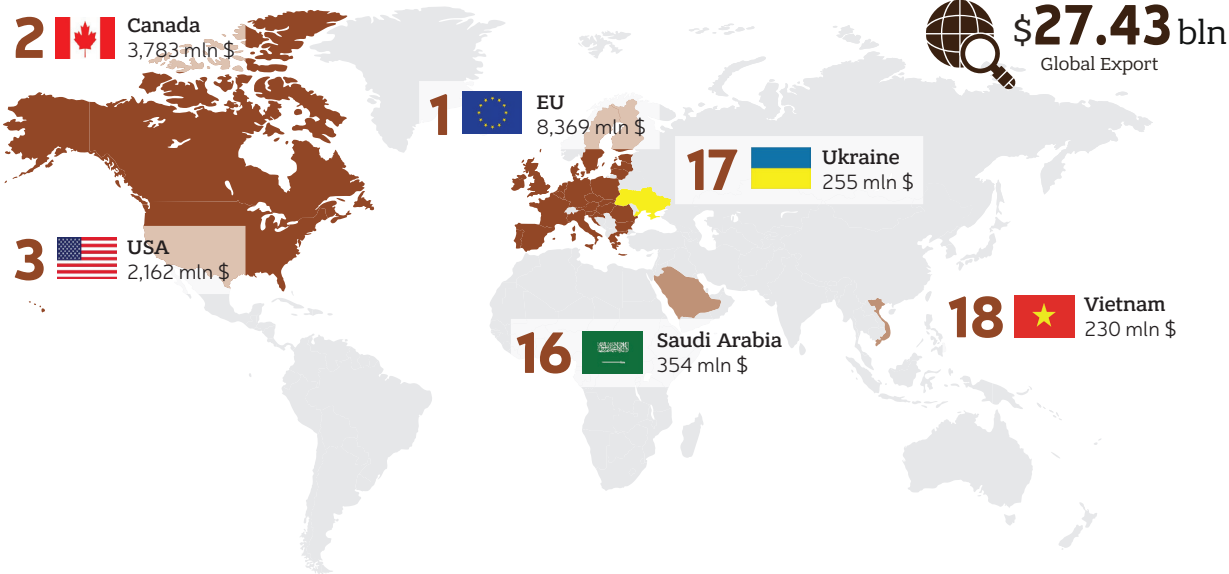 2
Canada
3,783 mln $
$27.43 bln
Global Export
1
EU
8,369 mln $
17
Ukraine
255 mln $
3
USA
2,162 mln $
18
Vietnam
230 mln $
16
Saudi Arabia
354 mln $